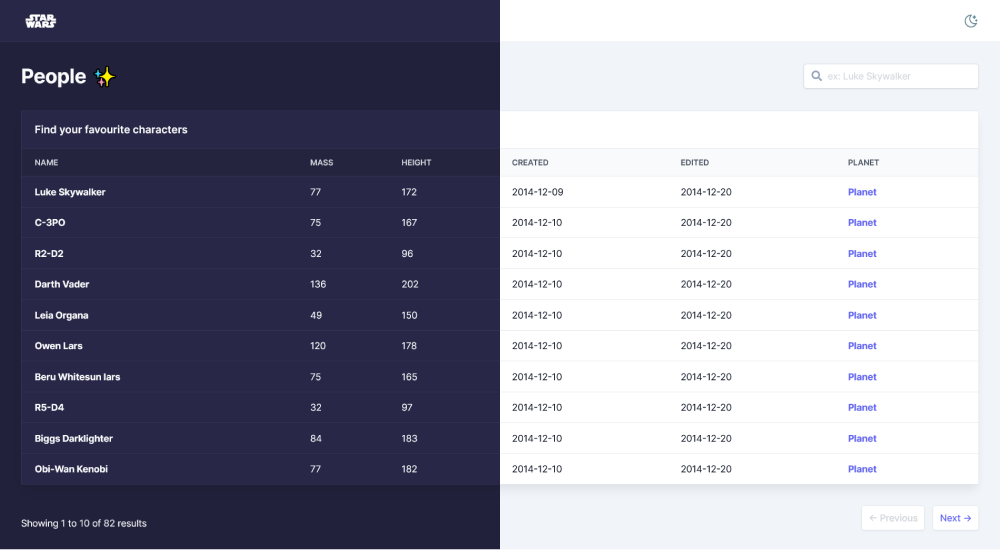 STAR WARS
People
ex: Luke Skywalker
Find your favourite characters
NAME MASS HEIGHT CREATED EDITED PLANET
Luke Skywalker 77 172 2014-12-09 2014-12-20 Planet
C-3PO 75 167 2014-12-10 2014-12-20 Planet
R2-D2 32 96 2014-12-10 2014-12-20 Planet
Darth Vader 136 202 2014-12-10 2014-12-20 Planet
Leia Organa 49 150 2014-12-10 2014-12-20 Planet
Owen Lars 120 178 2014-12-10 2014-12-20 Planet
Beru Whitesun lars 75 165 2014-12-10 2014-12-20 Planet
R5-D4 32 97 2014-12-10 2014-12-20 Planet
Biggs Darklighter 84 183 2014-12-10 2014-12-20 Planet
Obi-Wan Kenobi 77 182 2014-12-10 2014-12-20 Planet
Showing 1 to 10 of 82 results ← Previous Next →